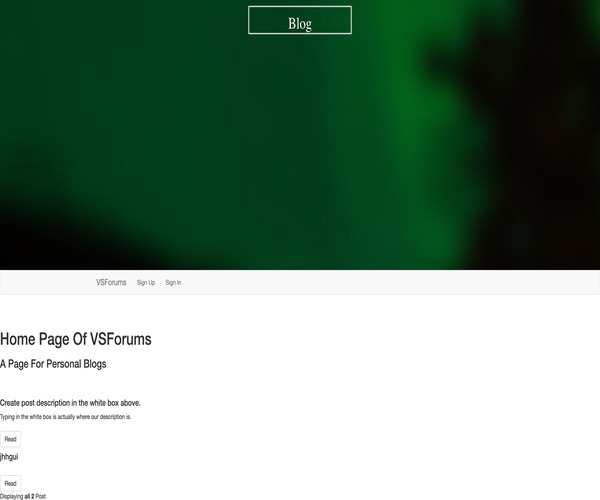 Blog
VSForums Sign Up Sign In
Home Page Of VSForums
A Page For Personal Blogs
Create post description in the white box above.
Typing in the white box is actually where our description is.
Read
jhhgui
Read
Displaying all 2 Post